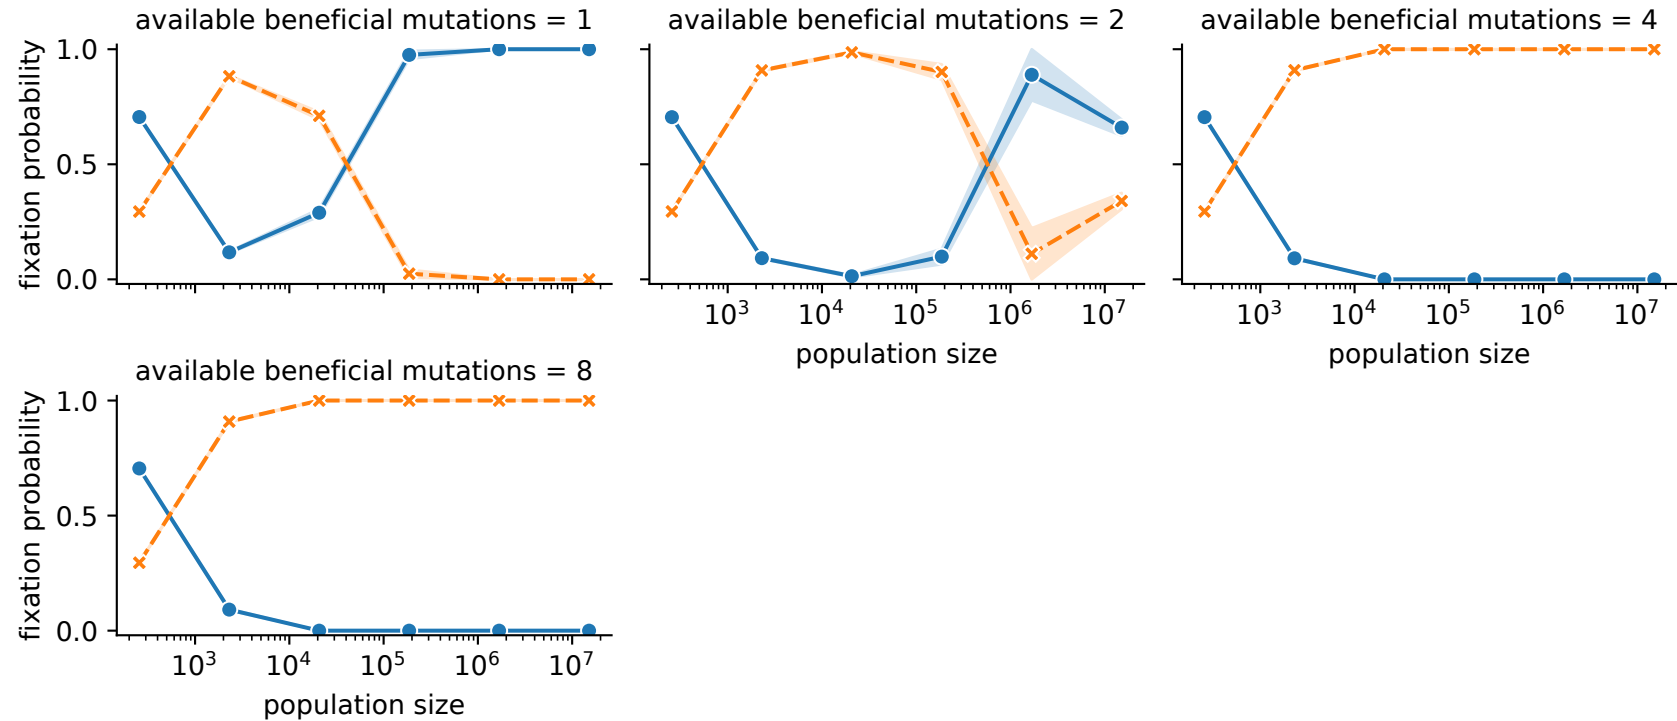 available beneficial mutations = 1
available beneficial mutations = 2
available beneficial mutations = 4
fixation probability
1.0
0.5
0.0
10³ 10⁴ 10⁵ 10⁶ 10⁷
population size
10³ 10⁴ 10⁵ 10⁶ 10⁷
population size
available beneficial mutations = 8
fixation probability
1.0
0.5
0.0
10³ 10⁴ 10⁵ 10⁶ 10⁷
population size